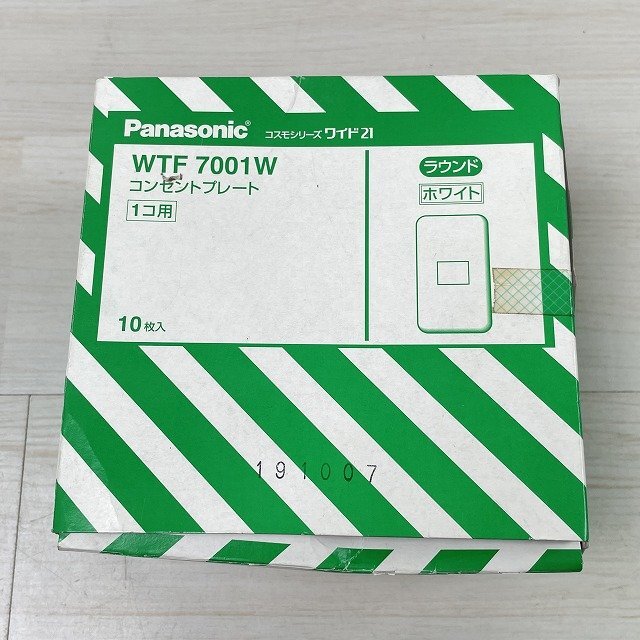 Panasonic コスモシリーズ ワイド21
WTF 7001W
コンセントプレート
1コ用
10枚入
ラウンド
ホワイト
191007